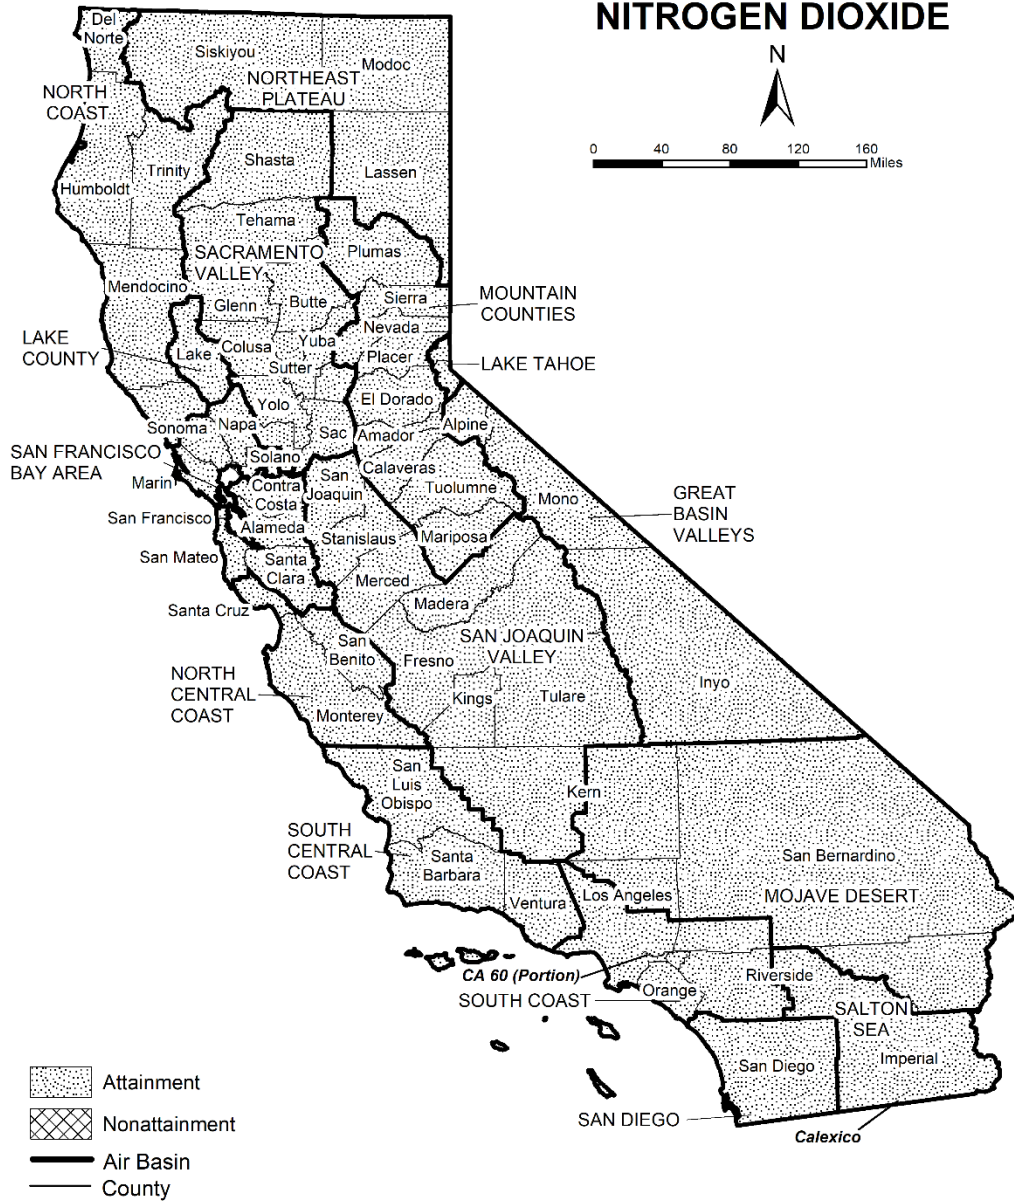 NITROGEN DIOXIDE
N
0 40 80 120 160
Miles
Del
Norte
Siskiyou
Modoc
NORTHEAST
PLATEAU
NORTH
COAST
Shasta
Trinity
Lassen
Humboldt
Tehama
Plumas
SACRAMENTO
VALLEY
Mendocino
Glenn
Butte
Sierra
MOUNTAIN
COUNTIES
Nevada
LAKE
COUNTY
Lake
Colusa
Yuba
Placer
Sutter
LAKE TAHOE
Yolo
El Dorado
Sonoma
Napa
Sac
Amador
Alpine
SAN FRANCISCO
BAY AREA
Solano
Marin
Contra
Costa
San
Joaquin
Calaveras
Tuolumne
Mono
GREAT
BASIN
VALLEYS
San Francisco
Alameda
Stanislaus
Mariposa
San Mateo
Santa
Clara
Merced
Santa Cruz
Madera
San
Benito
SAN JOAQUIN
VALLEY
Fresno
NORTH
CENTRAL
COAST
Monterey
Kings
Tulare
Inyo
San
Luis
Obispo
Kern
SOUTH
CENTRAL
COAST
Santa
Barbara
San Bernardino
Ventura
Los Angeles
MOJAVE DESERT
CA 60 (Portion)
Riverside
SOUTH COAST
Orange
SALTON
SEA
San Diego
Imperial
SAN DIEGO
Calexico
Attainment
Nonattainment
Air Basin
County